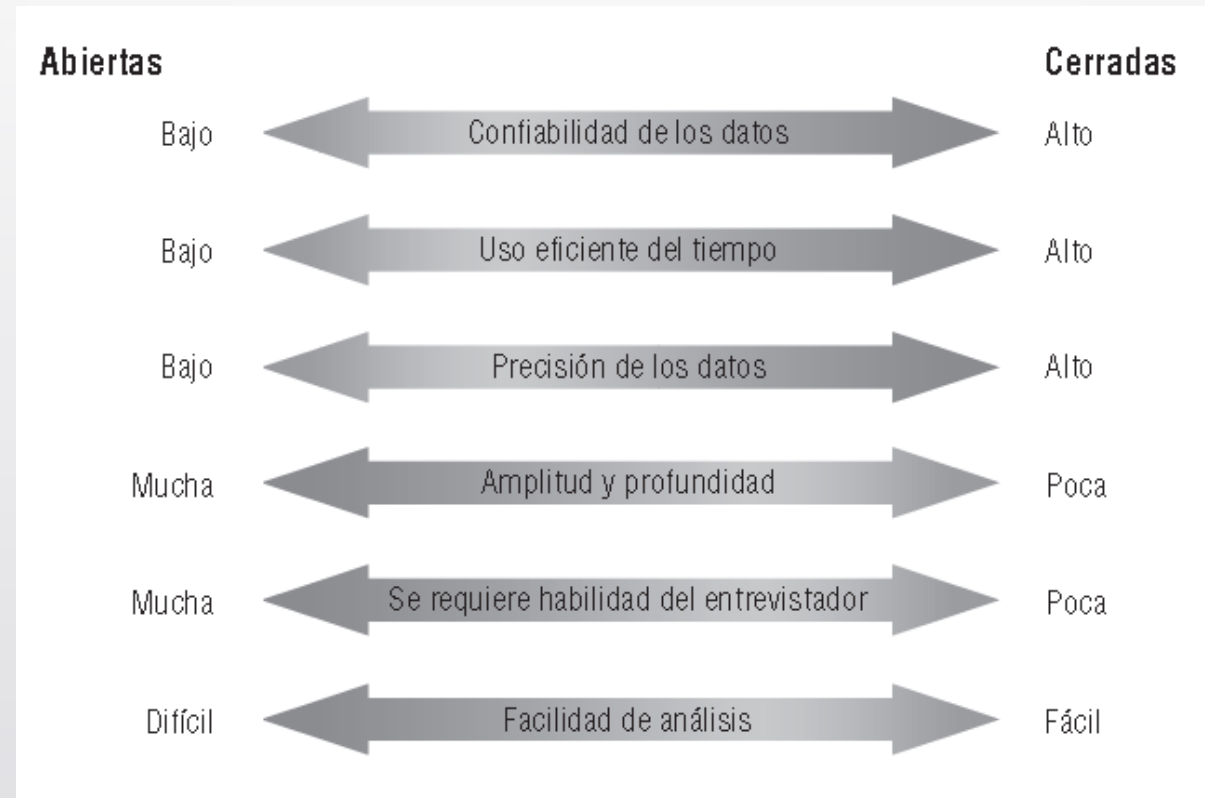 Abiertas Cerradas
Bajo Confiabilidad de los datos Alto
Bajo Uso eficiente del tiempo Alto
Bajo Precisión de los datos Alto
Mucha Amplitud y profundidad Poca
Mucha Se requiere habilidad del entrevistador Poca
Difícil Facilidad de análisis Fácil